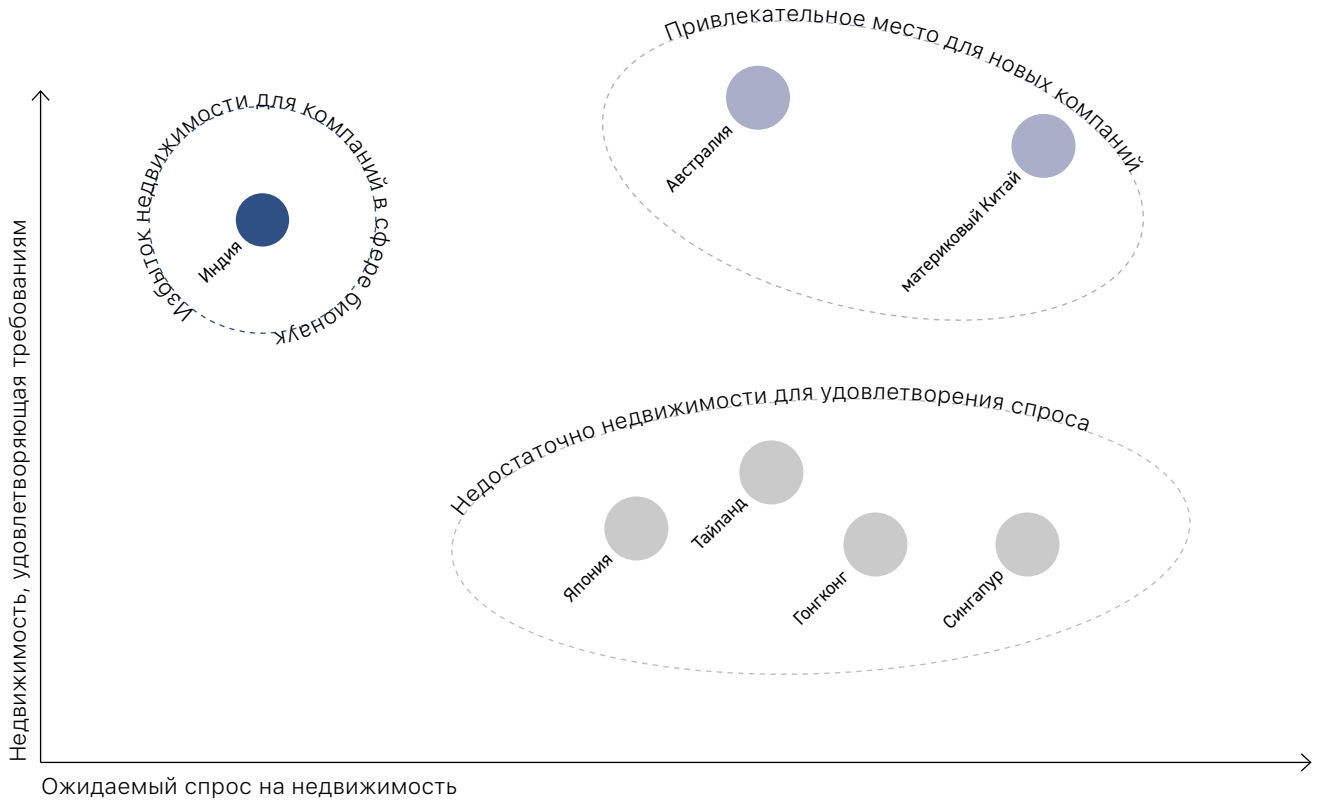 Привлекательное место для новых компаний
Избыток недвижимости для компаний в сфере бионаук
Австралия
материковый Китай
Индия
Недостаточно недвижимости для удовлетворения спроса
Япония
Тайланд
Гонгконг
Сингапур
Недвижимость, удовлетворяющая требованиям
Ожидаемый спрос на недвижимость